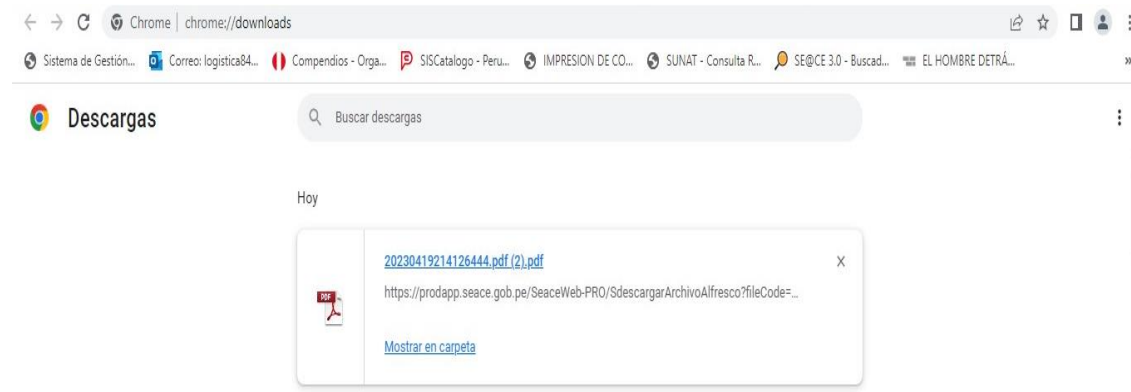 Chrome | chrome://downloads
Sistema de Gestión... Correo: logistica84... Compendios - Orga... SISCatalogo - Peru... IMPRESION DE CO... SUNAT - Consulta R... SE@CE 3.0 - Buscad... EL HOMBRE DETRÁ... »
Descargas
Buscar descargas
Hoy
PDF
20230419214126444.pdf (2).pdf
https://prodapp.seace.gob.pe/SeaceWeb-PRO/SdescargarArchivoAlfresco?fileCode=...
Mostrar en carpeta